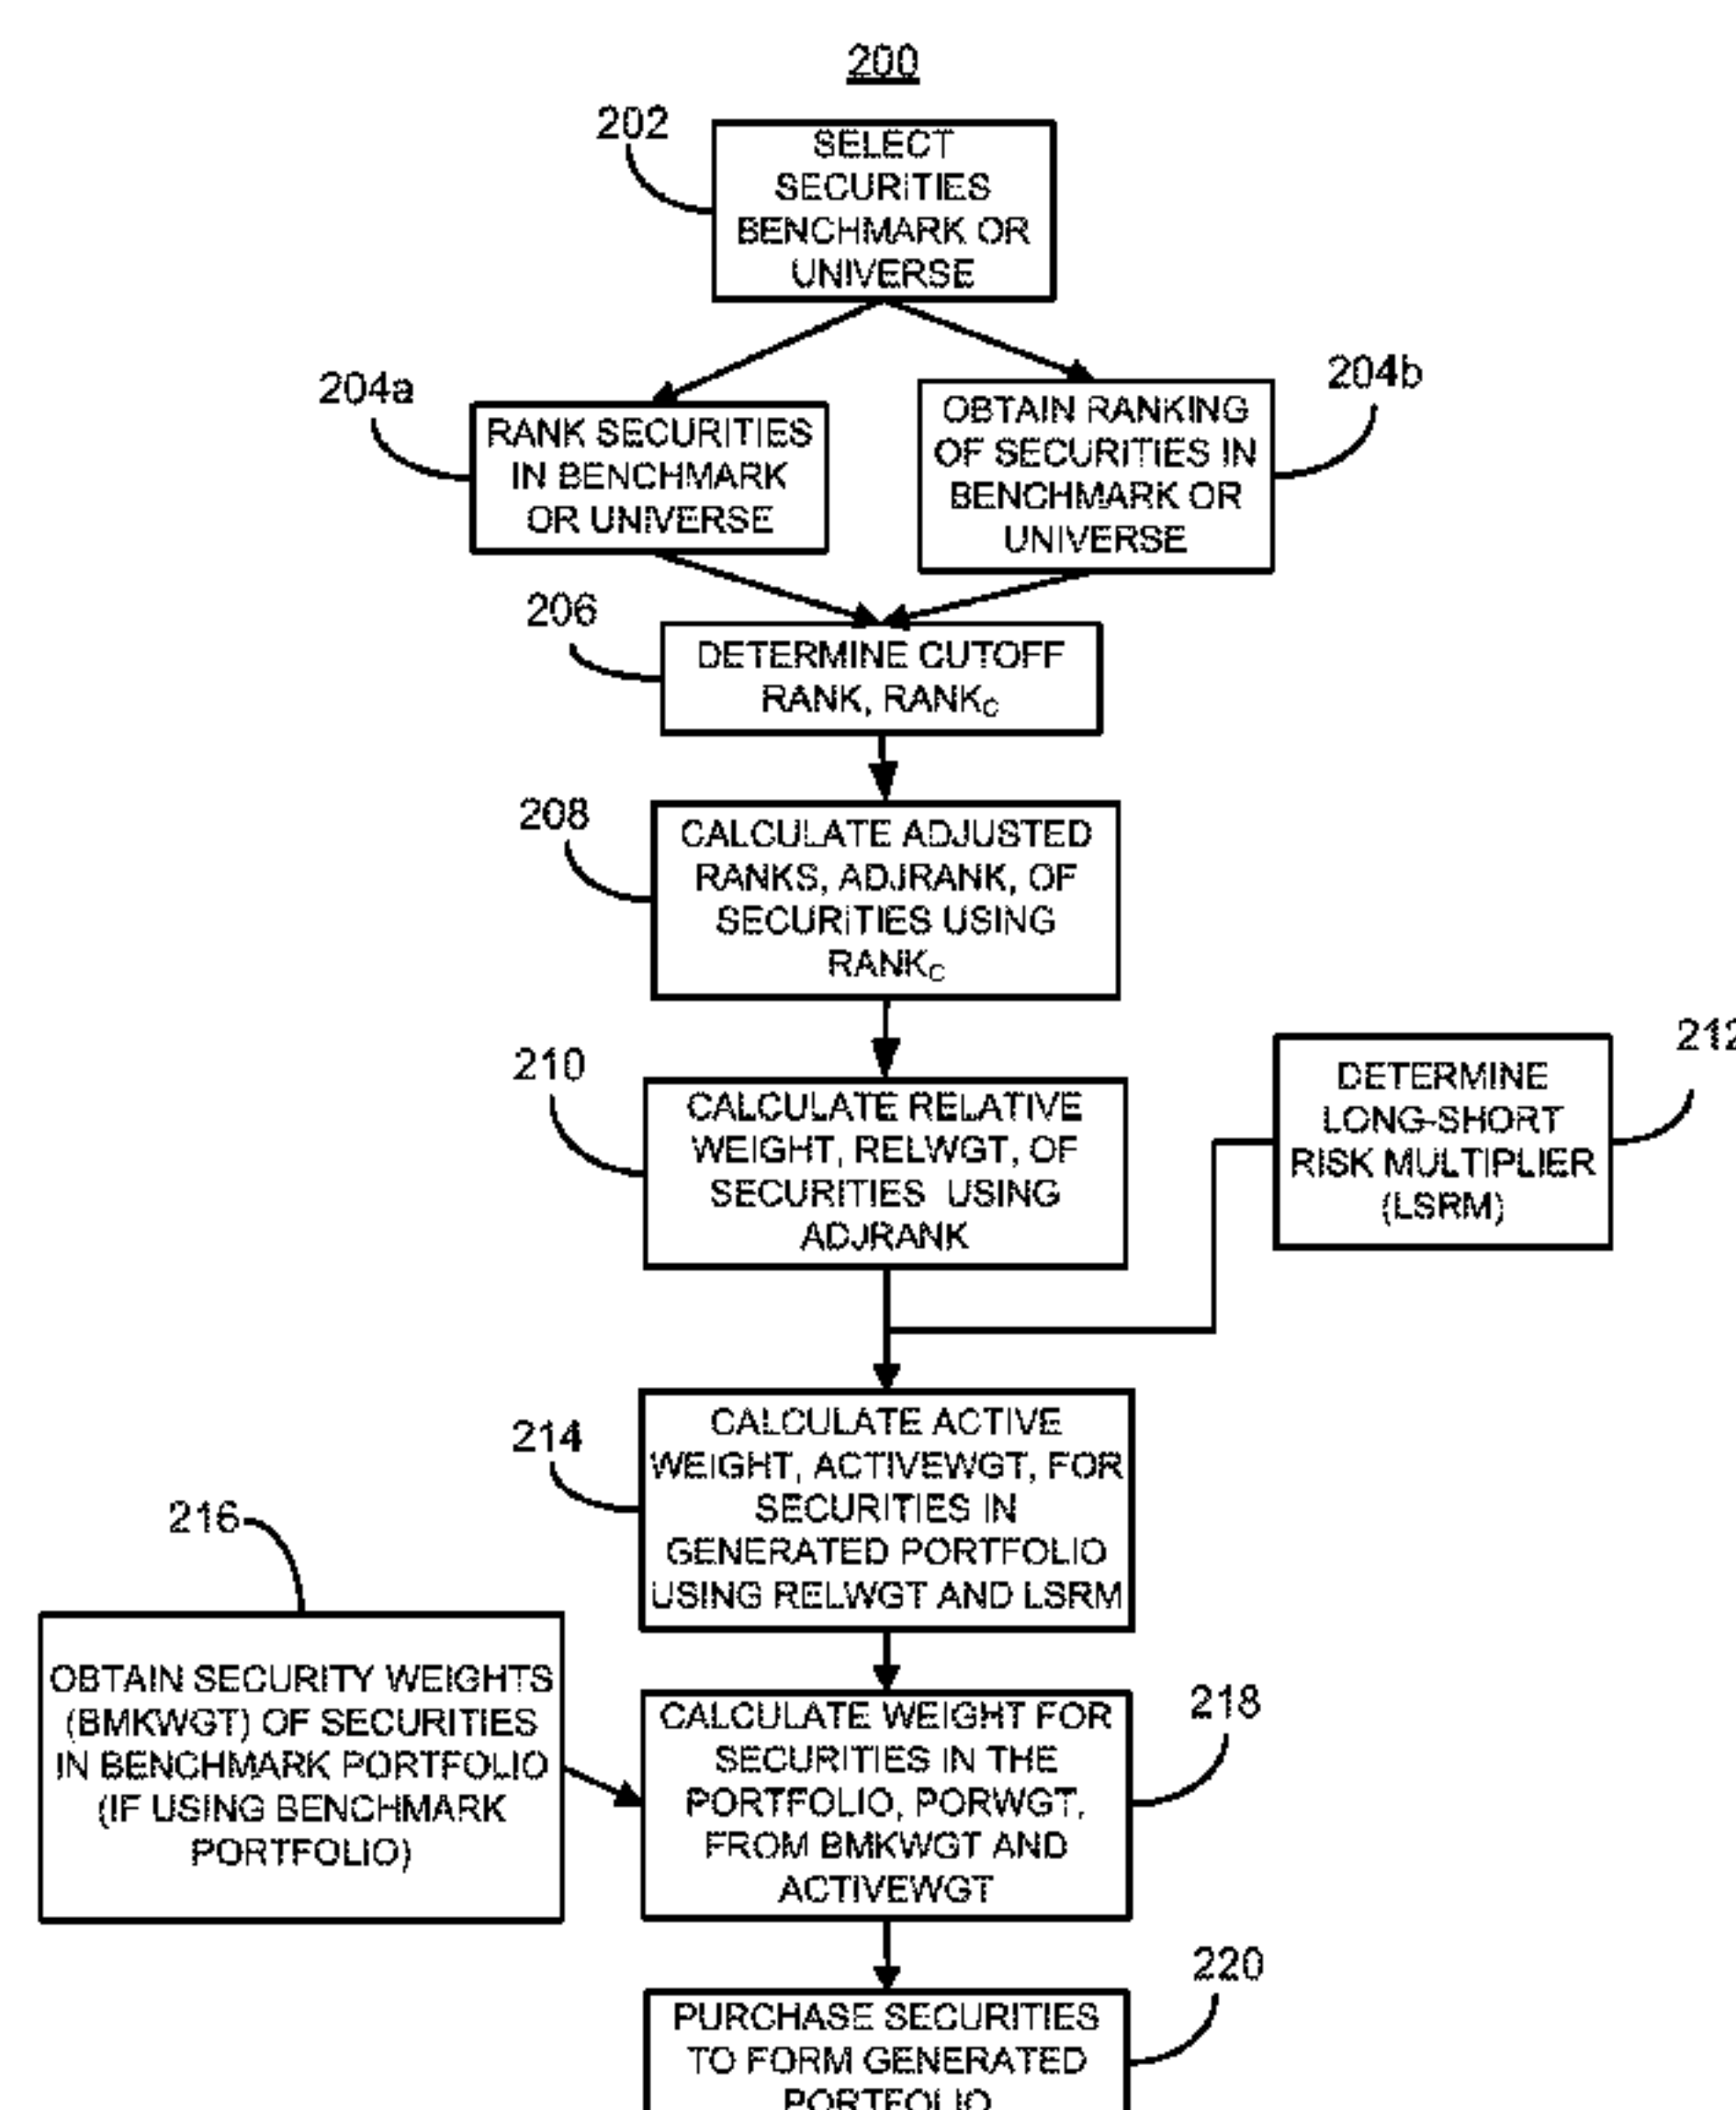 200
202
SELECT
SECURITIES
BENCHMARK OR
UNIVERSE
204a
RANK SECURITIES
IN BENCHMARK
OR UNIVERSE
204b
OBTAIN RANKING
OF SECURITIES IN
BENCHMARK OR
UNIVERSE
206
DETERMINE CUTOFF
RANK, RANKC
208
CALCULATE ADJUSTED
RANKS, ADJRANK, OF
SECURITIES USING
RANKC
210
CALCULATE RELATIVE
WEIGHT, RELWGT, OF
SECURITIES USING
ADJRANK
212
DETERMINE
LONG-SHORT
RISK MULTIPLIER
(LSRM)
214
CALCULATE ACTIVE
WEIGHT, ACTIVEWGT, FOR
SECURITIES IN
GENERATED PORTFOLIO
USING RELWGT AND LSRM
216
OBTAIN SECURITY WEIGHTS
(BMKWGT) OF SECURITIES
IN BENCHMARK PORTFOLIO
(IF USING BENCHMARK
PORTFOLIO)
218
CALCULATE WEIGHT FOR
SECURITIES IN THE
PORTFOLIO, PORWGT,
FROM BMKWGT AND
ACTIVEWGT
220
PURCHASE SECURITIES
TO FORM GENERATED
PORTFOLIO